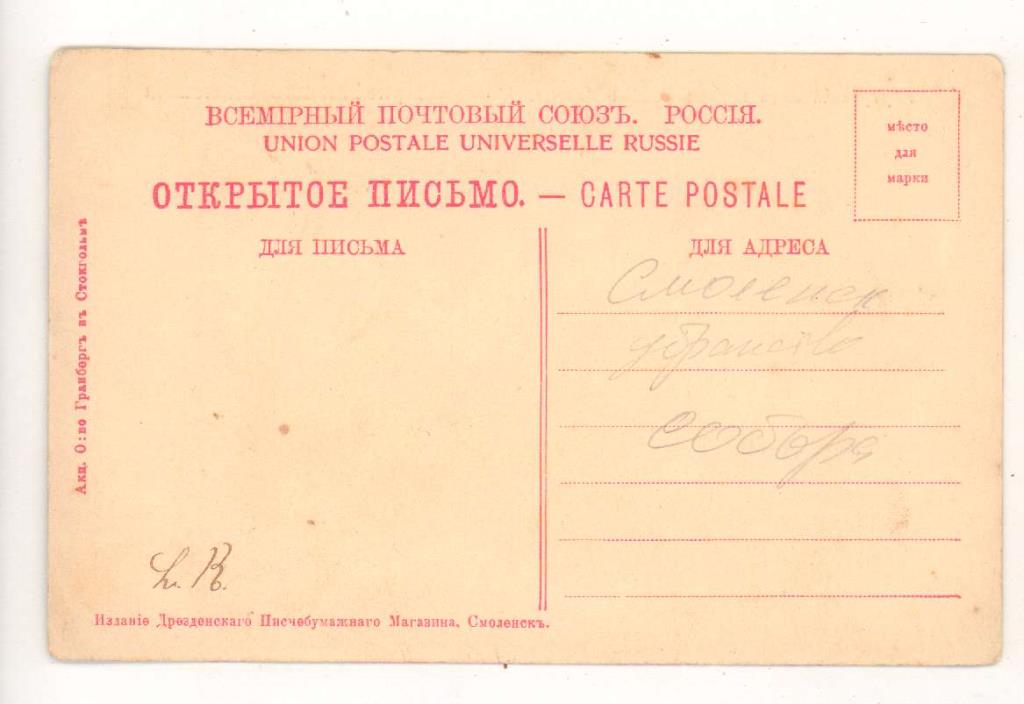 ВСЕМІРНЫЙ ПОЧТОВЫЙ СОЮЗЪ. РОССІЯ.
UNION POSTALE UNIVERSELLE RUSSIE
ОТКРЫТОЕ ПИСЬМО. — CARTE POSTALE
мѣсто
для
марки
ДЛЯ ПИСЬМА
ДЛЯ АДРЕСА
Смоленск
убранство
собора
Акц. О:во Гранбергъ въ Стокгольмѣ
Изданіе Дрезденскаго Писчебумажнаго Магазина, Смоленскъ.